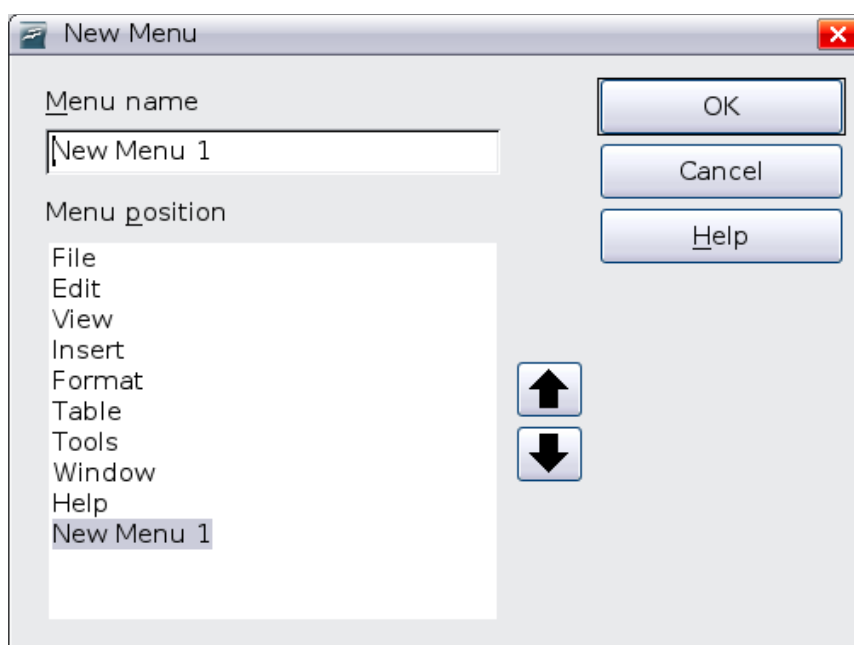 New Menu
Menu name
New Menu 1
Menu position
File
Edit
View
Insert
Format
Table
Tools
Window
Help
New Menu 1
OK
Cancel
Help